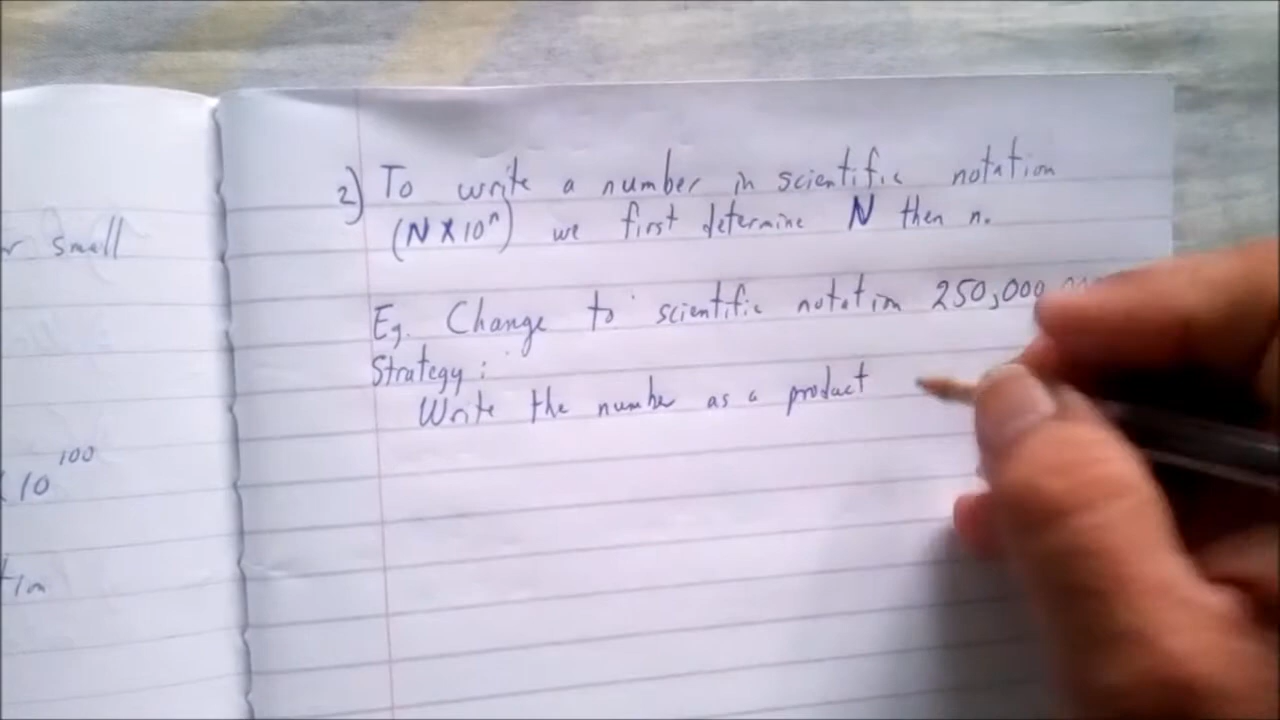 r small
10^100
2) To write a number in scientific notation
(N X 10^n) we first determine N then n.
Eg. Change to scientific notation 250,000
Strategy:
Write the number as a product